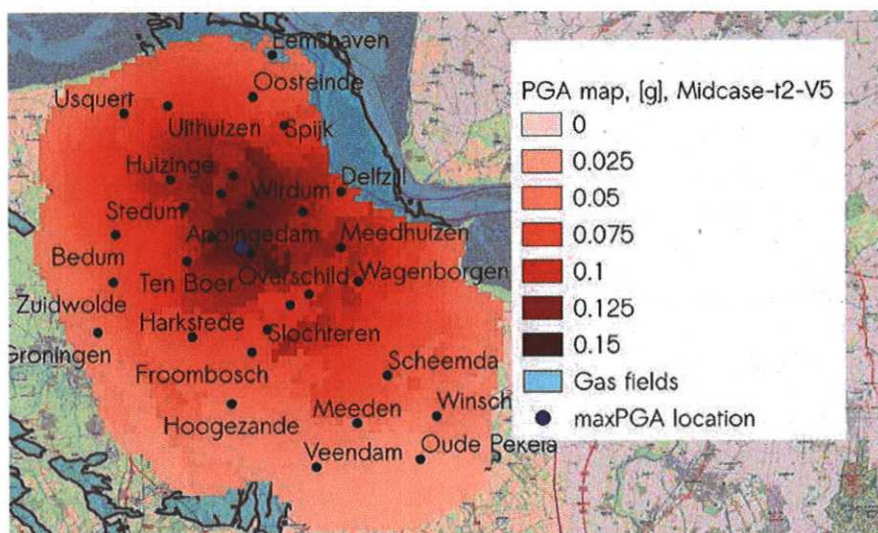 Eemshaven
Oosteinde
Usquert
Uithuizen
Spijk
Huizinge
Wirdum
Delfzijl
Stedum
Appingedam
Meedhuizen
Bedum
Ten Boer
Overschild
Wagenborgen
Zuidwolde
Harkstede
Slochteren
Groningen
Froombosch
Scheemda
Hoogezand
Meeden
Winsch
Veendam
Oude Pekela
PGA map, [g], Midcase-t2-V5
0
0.025
0.05
0.075
0.1
0.125
0.15
Gas fields
maxPGA location